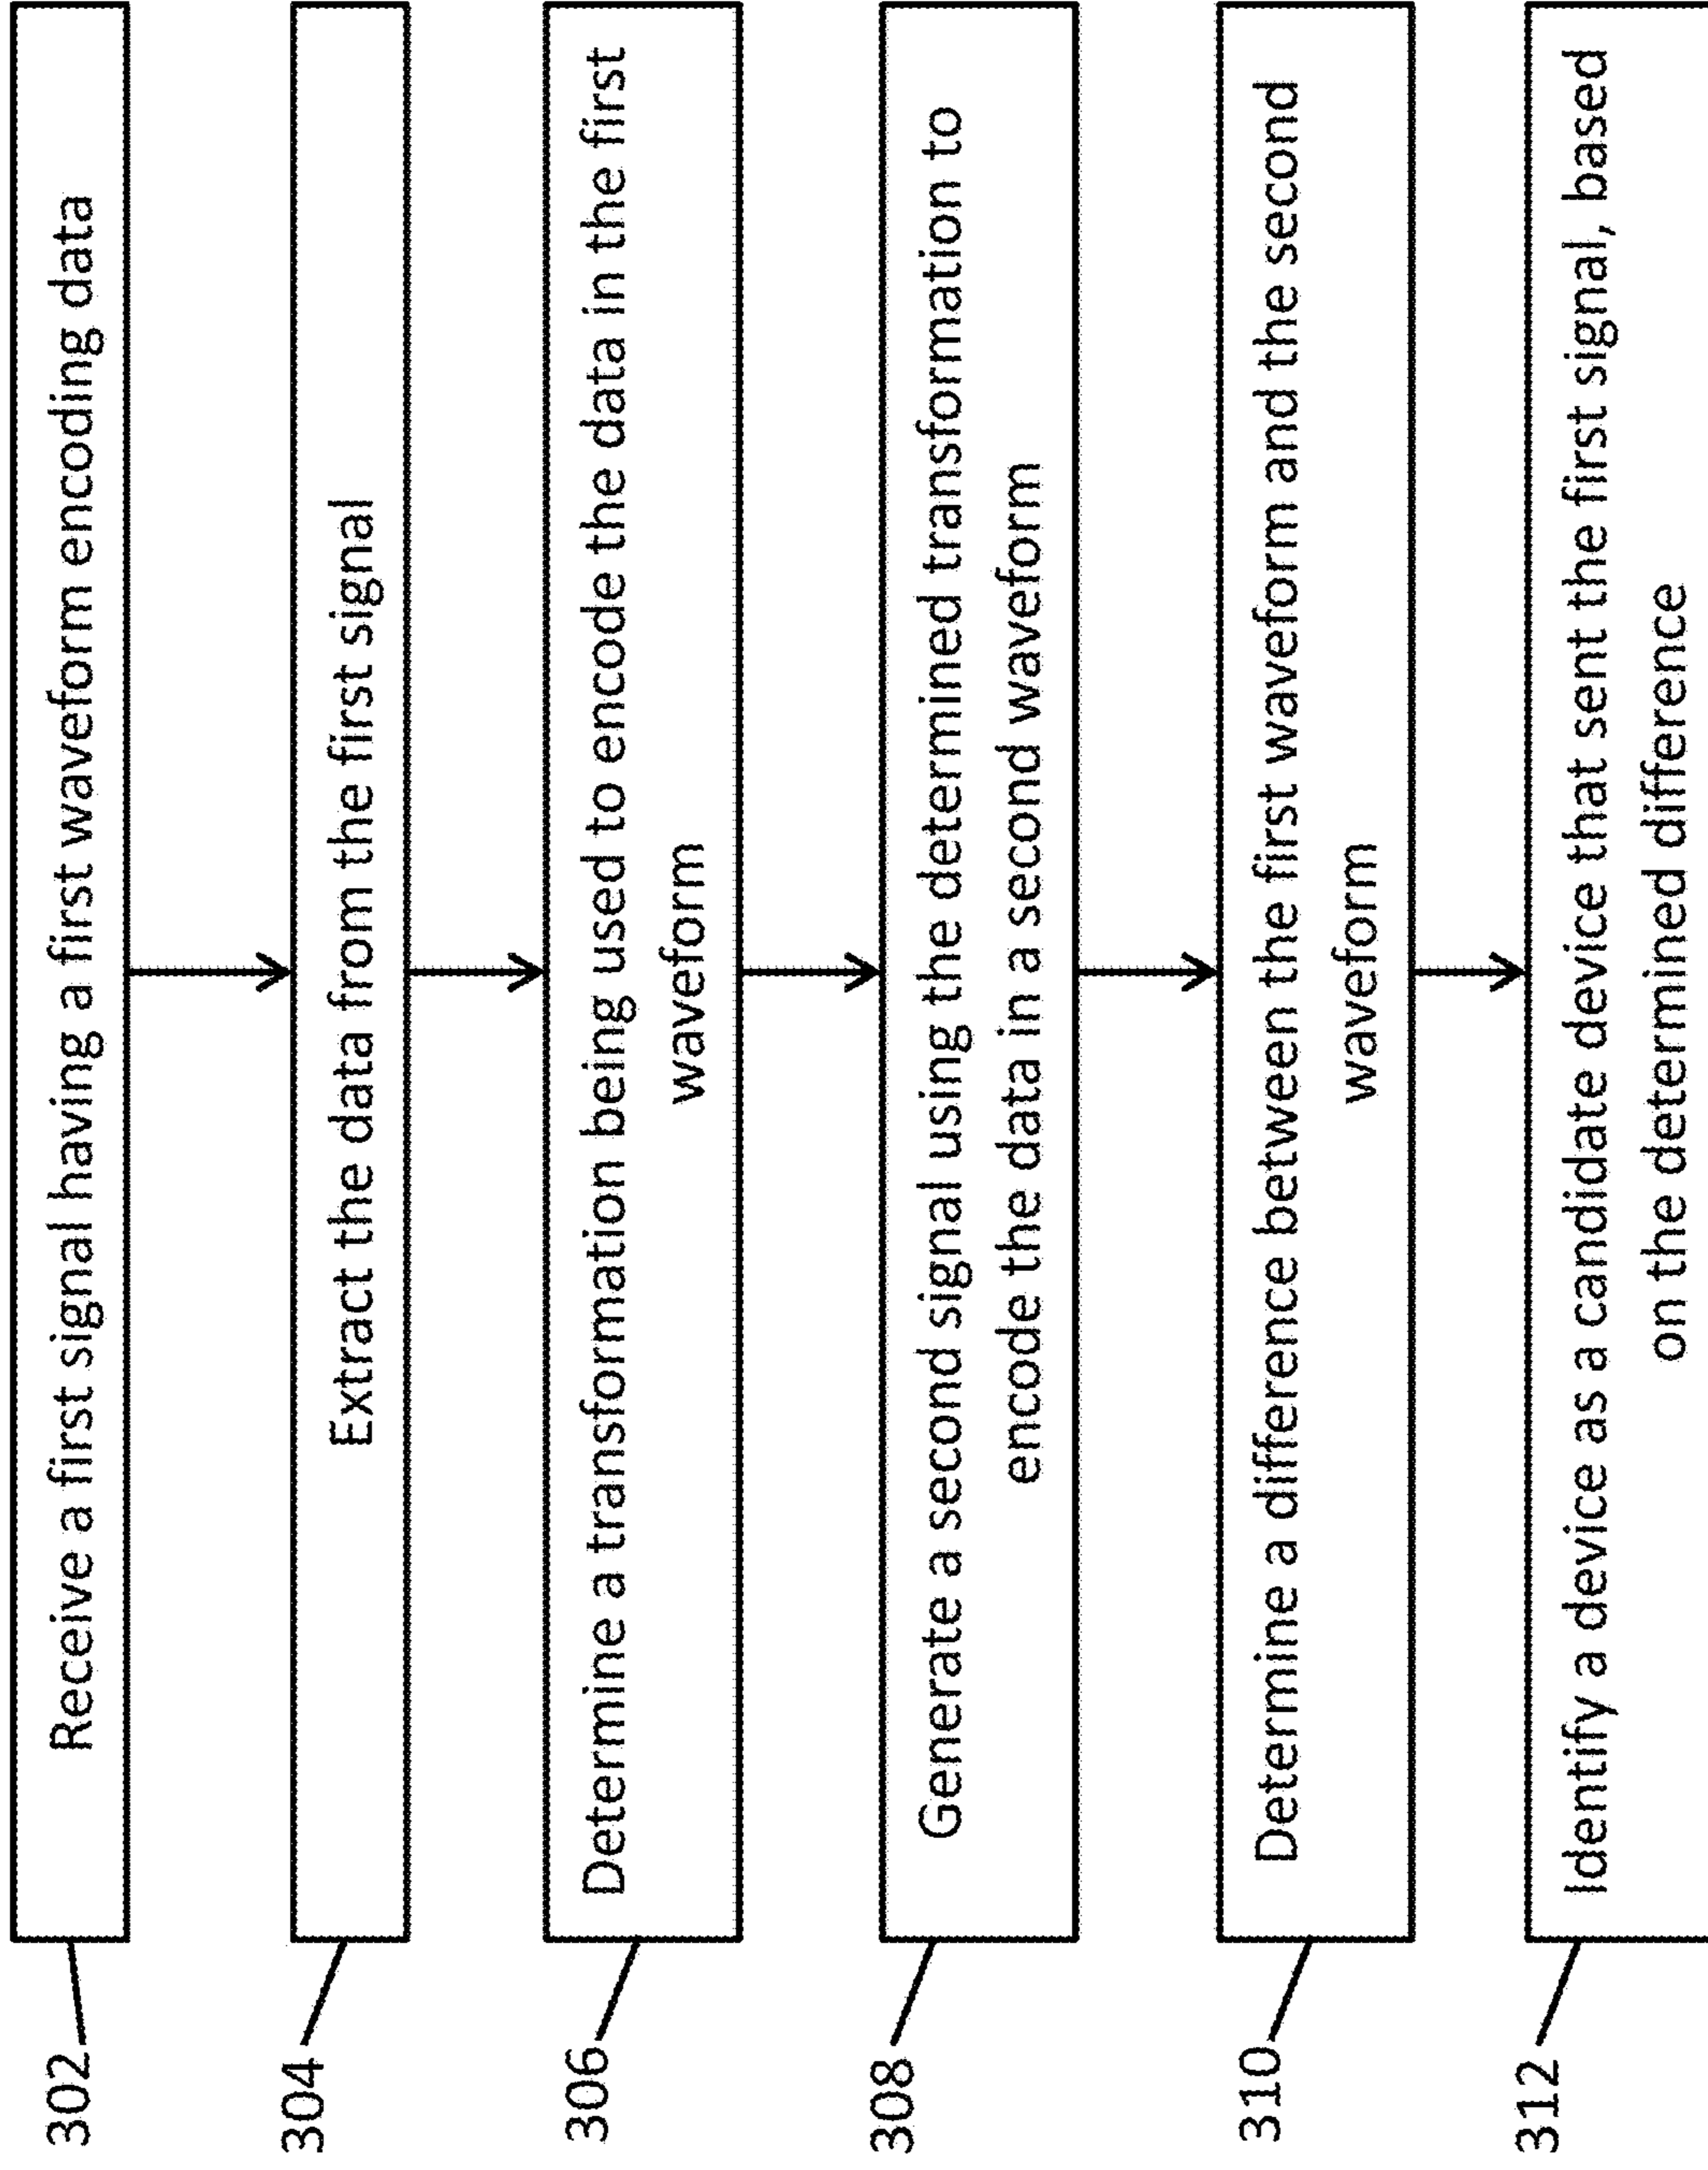 302
Receive a first signal having a first waveform encoding data
304
Extract the data from the first signal
306
Determine a transformation being used to encode the data in the first
waveform
308
Generate a second signal using the determined transformation to
encode the data in a second waveform
310
Determine a difference between the first waveform and the second
waveform
312
Identify a device as a candidate device that sent the first signal, based
on the determined difference